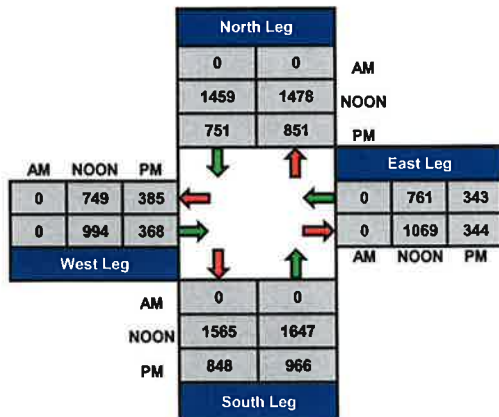 North Leg
0 0 AM
1459 1478 NOON
751 851 PM
AM NOON PM
East Leg
0 749 385
0 761 343
0 994 368
0 1069 344
West Leg
AM NOON PM
AM 0 0
NOON 1565 1647
PM 848 966
South Leg